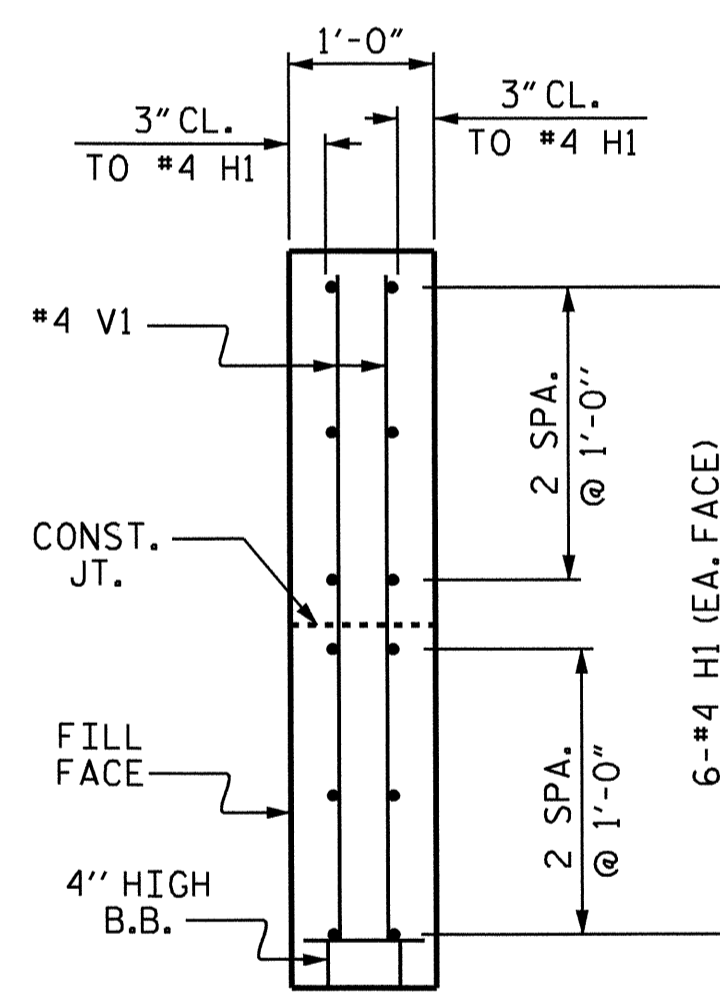 1'-0"
3" CL.
TO #4 H1
3" CL.
TO #4 H1
#4 V1
2 SPA.
@ 1'-0"
CONST.
JT.
6-#4 H1 (EA. FACE)
FILL
FACE
2 SPA.
@ 1'-0"
4" HIGH
B.B.